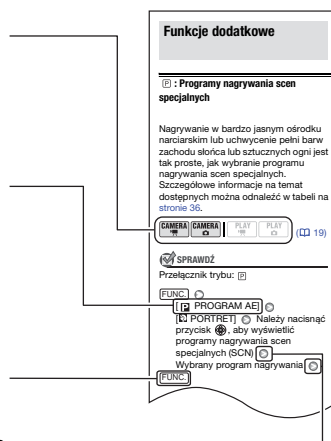 Funkcje dodatkowe
P : Programy nagrywania scen
specjalnych
Nagrywanie w bardzo jasnym ośrodku
narciarskim lub uchwycenie pełni barw
zachodu słońca lub sztucznych ogni jest
tak proste, jak wybranie programu
nagrywania scen specjalnych.
Szczegółowe informacje na temat
dostępnych można odnaleźć w tabeli na
stronie 36.
CAMERA CAMERA PLAY PLAY
( 19)
SPRAWDŹ
Przełącznik trybu: P
FUNC.
[ P PROGRAM AE]
[ PORTRET] Należy nacisnąć
przycisk , aby wyświetlić
programy nagrywania scen
specjalnych (SCN)
Wybrany program nagrywania
FUNC.